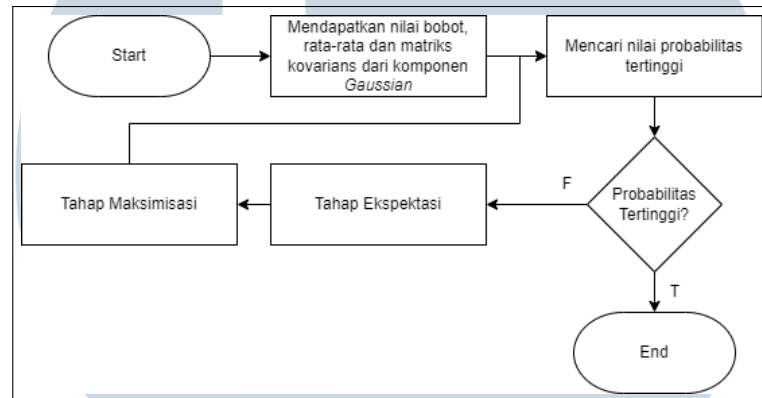 Start
Mendapatkan nilai bobot,
rata-rata dan matriks
kovarians dari komponen
Gaussian
Mencari nilai probabilitas
tertinggi
Probabilitas
Tertinggi?
F
Tahap Ekspektasi
Tahap Maksimisasi
T
End